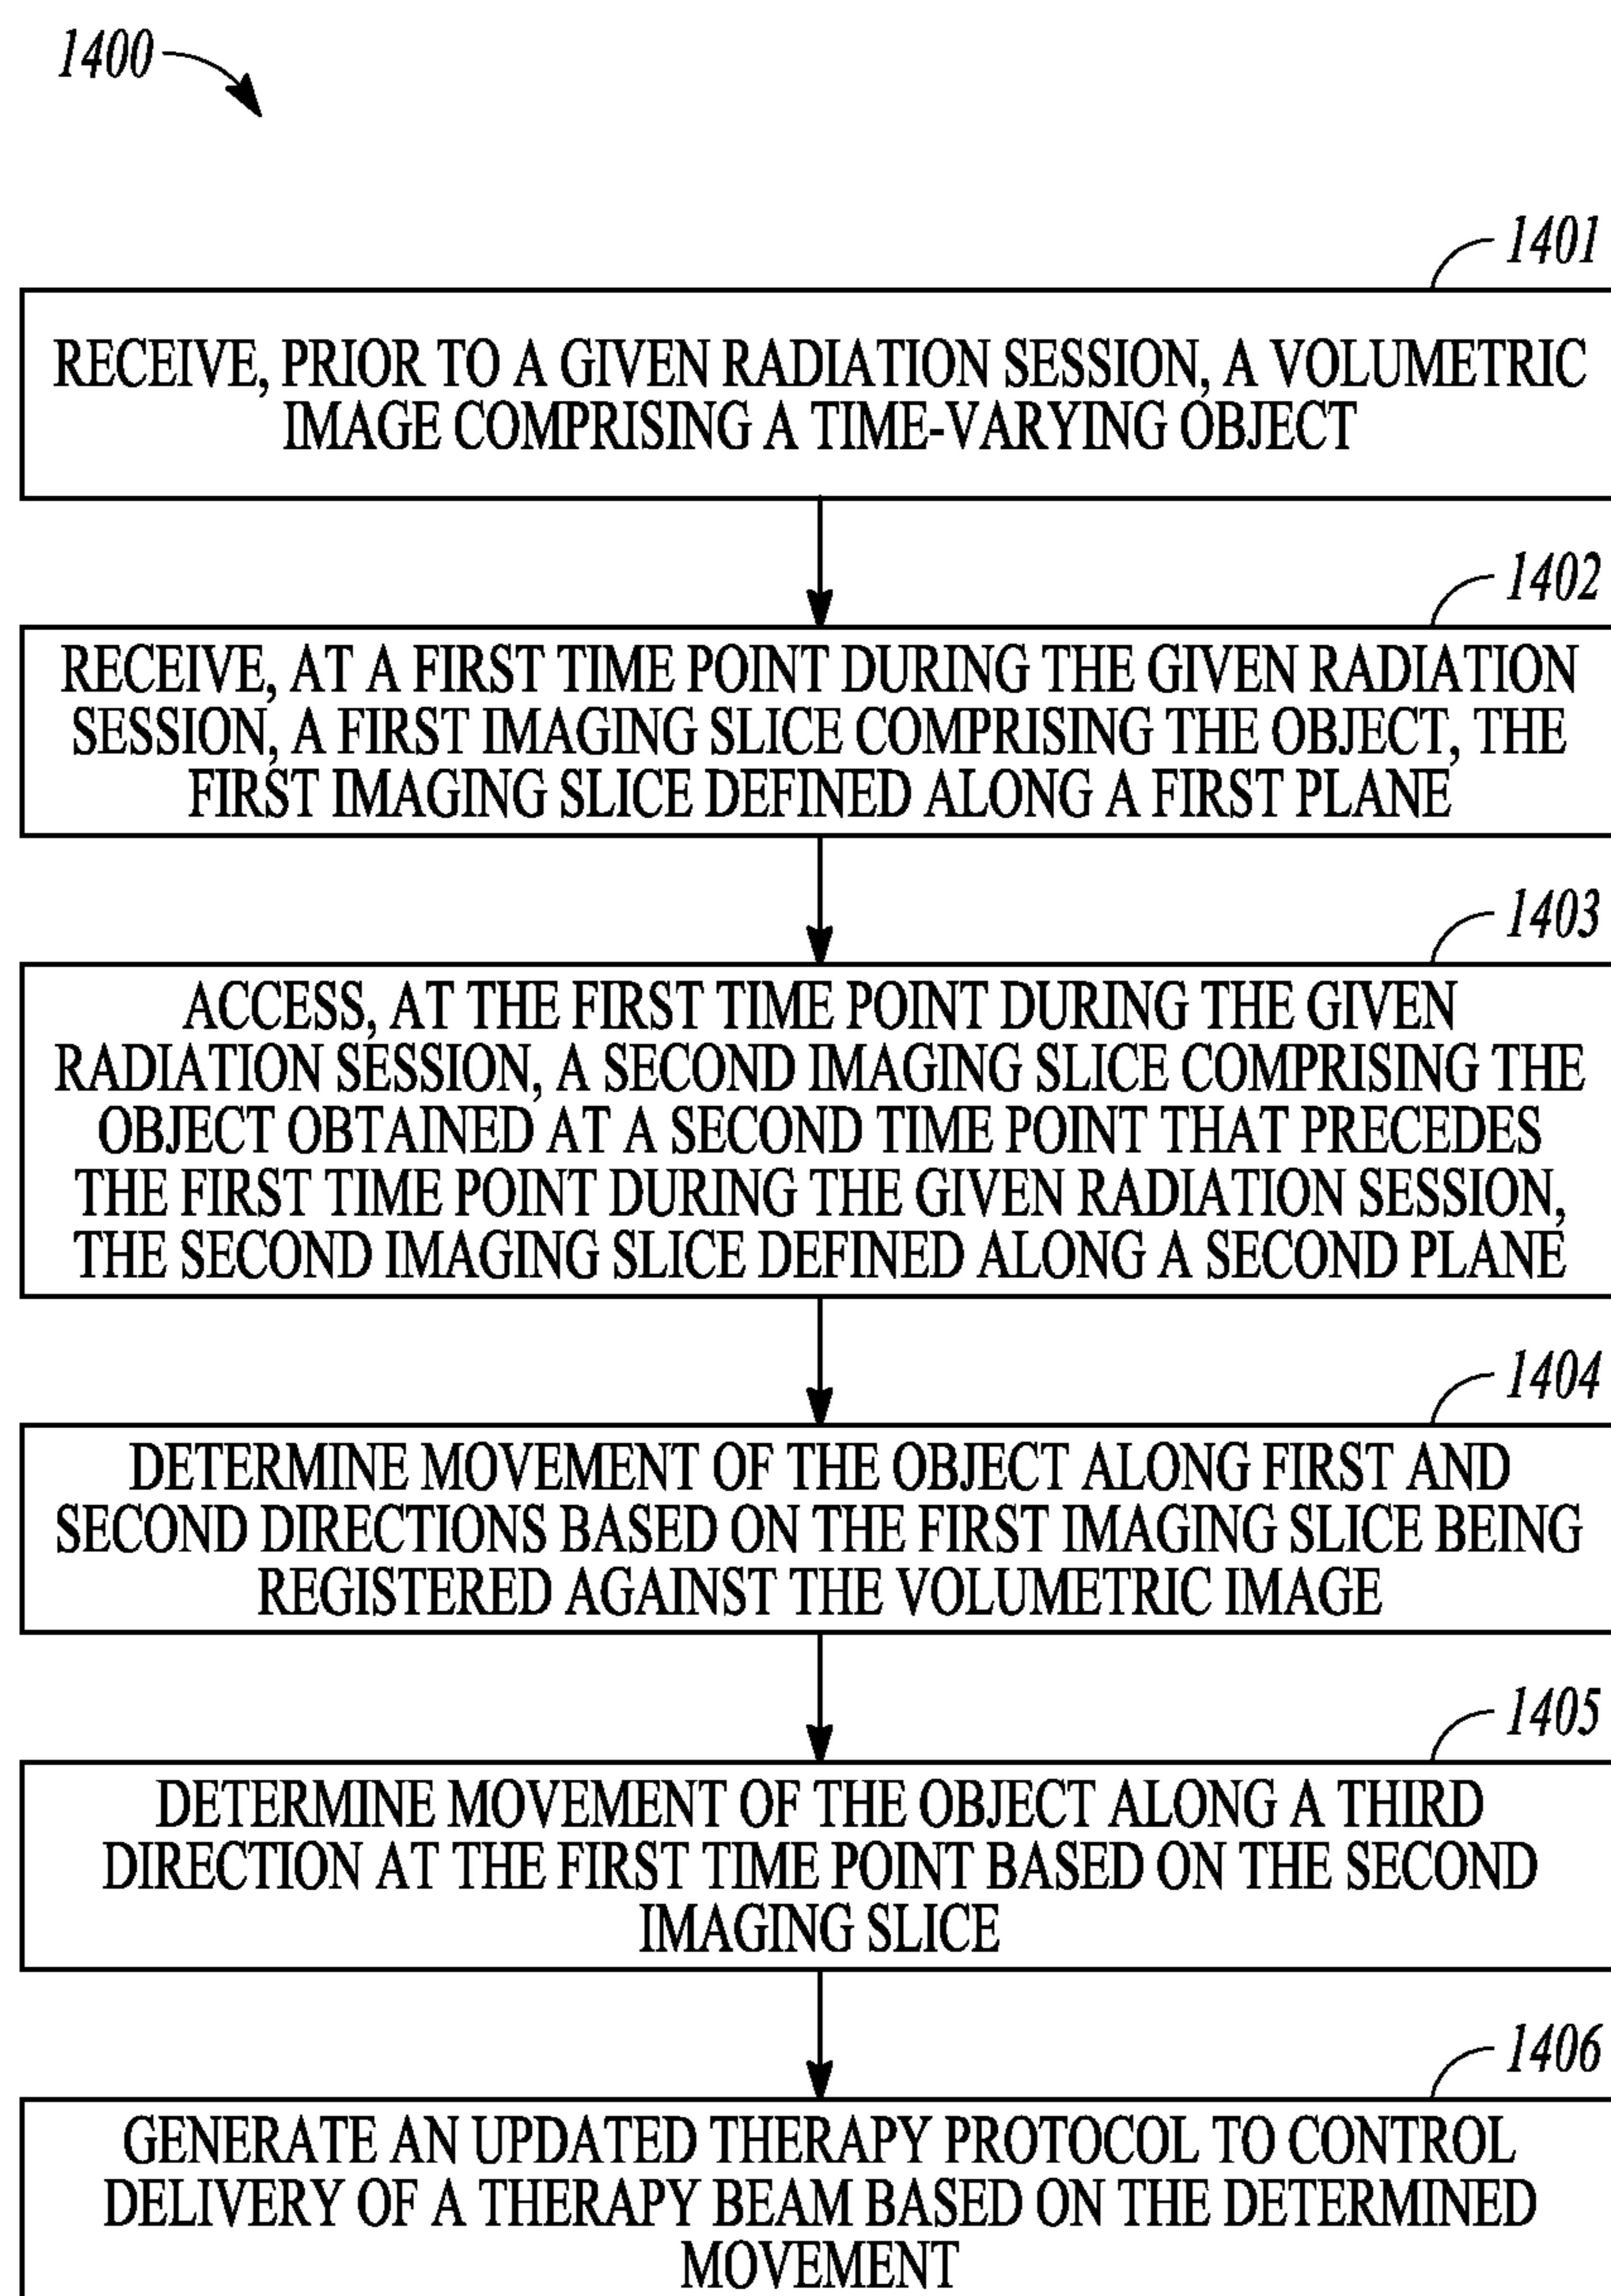 1400
1401
RECEIVE, PRIOR TO A GIVEN RADIATION SESSION, A VOLUMETRIC
IMAGE COMPRISING A TIME-VARYING OBJECT
1402
RECEIVE, AT A FIRST TIME POINT DURING THE GIVEN RADIATION
SESSION, A FIRST IMAGING SLICE COMPRISING THE OBJECT, THE
FIRST IMAGING SLICE DEFINED ALONG A FIRST PLANE
1403
ACCESS, AT THE FIRST TIME POINT DURING THE GIVEN
RADIATION SESSION, A SECOND IMAGING SLICE COMPRISING THE
OBJECT OBTAINED AT A SECOND TIME POINT THAT PRECEDES
THE FIRST TIME POINT DURING THE GIVEN RADIATION SESSION,
THE SECOND IMAGING SLICE DEFINED ALONG A SECOND PLANE
1404
DETERMINE MOVEMENT OF THE OBJECT ALONG FIRST AND
SECOND DIRECTIONS BASED ON THE FIRST IMAGING SLICE BEING
REGISTERED AGAINST THE VOLUMETRIC IMAGE
1405
DETERMINE MOVEMENT OF THE OBJECT ALONG A THIRD
DIRECTION AT THE FIRST TIME POINT BASED ON THE SECOND
IMAGING SLICE
1406
GENERATE AN UPDATED THERAPY PROTOCOL TO CONTROL
DELIVERY OF A THERAPY BEAM BASED ON THE DETERMINED
MOVEMENT